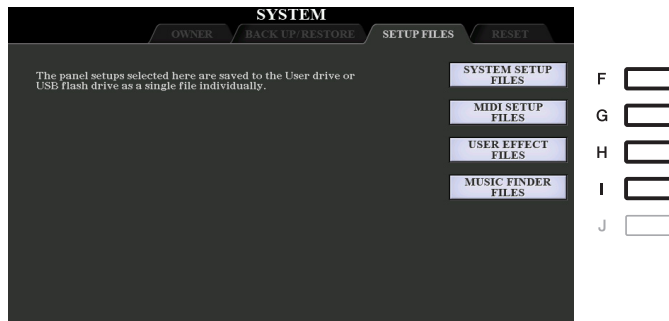 SYSTEM
OWNER BACK UP/RESTORE SETUP FILES RESET
The panel setups selected here are saved to the User drive or
USB flash drive as a single file individually.
SYSTEM SETUP
FILES
F
MIDI SETUP
FILES
G
USER EFFECT
FILES
H
MUSIC FINDER
FILES
I
J